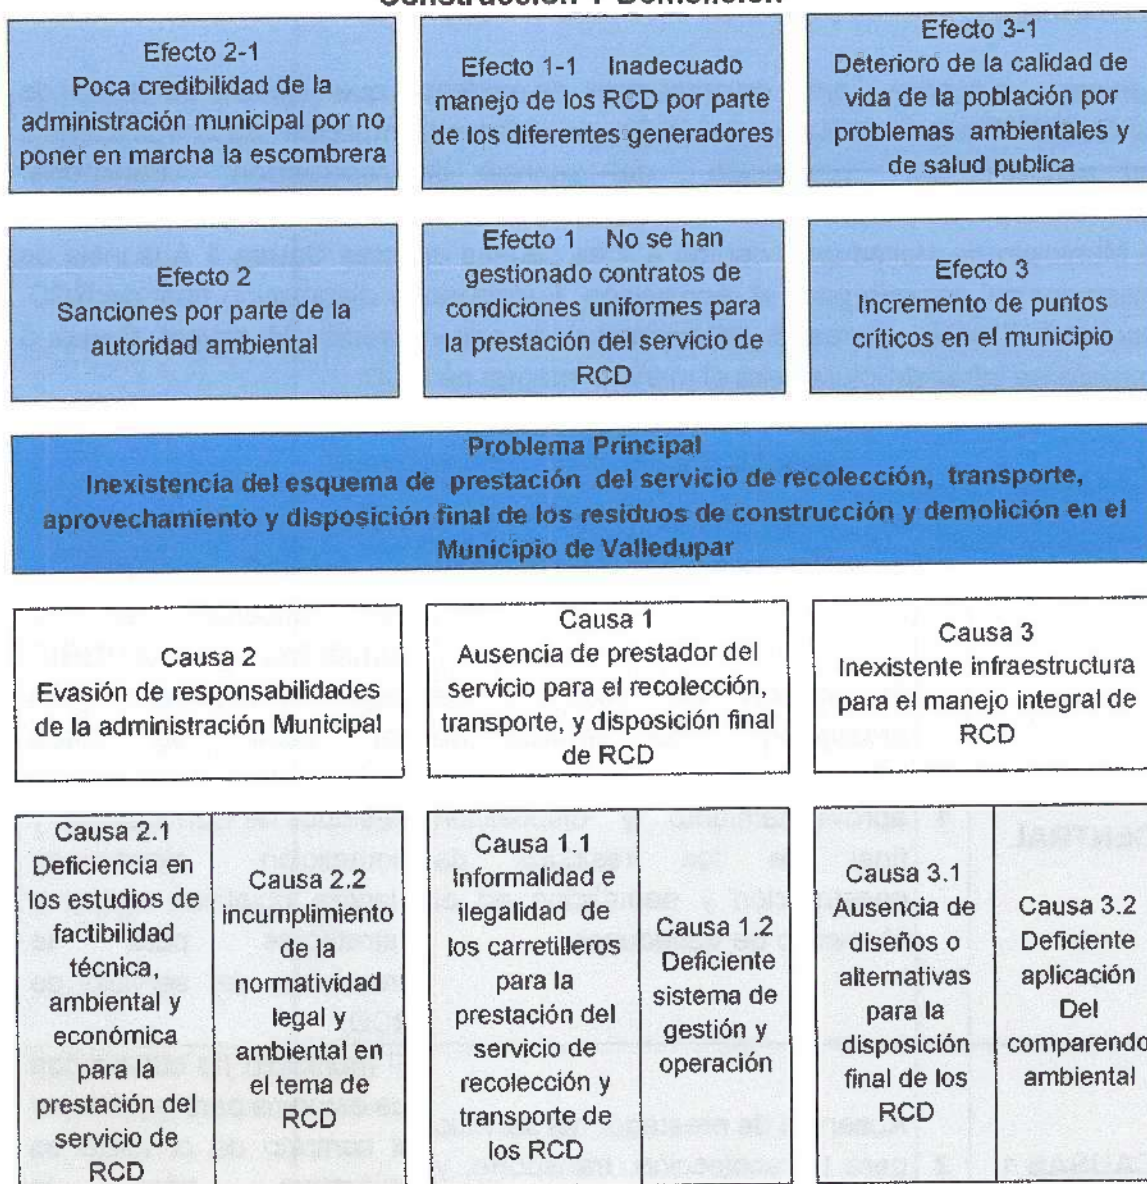 Construcción Y Demolición
Efecto 2-1
Poca credibilidad de la
administración municipal por no
poner en marcha la escombrera
Efecto 1-1 Inadecuado
manejo de los RCD por parte
de los diferentes generadores
Efecto 3-1
Deterioro de la calidad de
vida de la población por
problemas ambientales y
de salud publica
Efecto 2
Sanciones por parte de la
autoridad ambiental
Efecto 1 No se han
gestionado contratos de
condiciones uniformes para
la prestación del servicio de
RCD
Efecto 3
Incremento de puntos
críticos en el municipio
Problema Principal
Inexistencia del esquema de prestación del servicio de recolección, transporte,
aprovechamiento y disposición final de los residuos de construcción y demolición en el
Municipio de Valledupar
Causa 2
Evasión de responsabilidades
de la administración Municipal
Causa 1
Ausencia de prestador del
servicio para el recolección,
transporte, y disposición final
de RCD
Causa 3
Inexistente infraestructura
para el manejo integral de
RCD
Causa 2.1
Deficiencia en
los estudios de
factibilidad
técnica,
ambiental y
económica
para la
prestación del
servicio de
RCD
Causa 2.2
incumplimiento
de la
normatividad
legal y
ambiental en
el tema de
RCD
Causa 1.1
Informalidad e
ilegalidad de
los carretilleros
para la
prestación del
servicio de
recolección y
transporte de
los RCD
Causa 1.2
Deficiente
sistema de
gestión y
operación
Causa 3.1
Ausencia de
diseños o
alternativas
para la
disposición
final de los
RCD
Causa 3.2
Deficiente
aplicación
Del
comparendo
ambiental